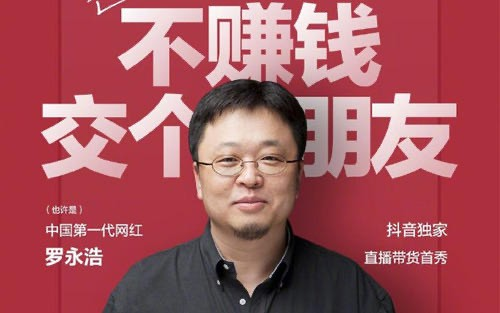 不赚钱
交个朋友
（也许是）
中国第一代网红
罗永浩
抖音独家
直播带货首秀